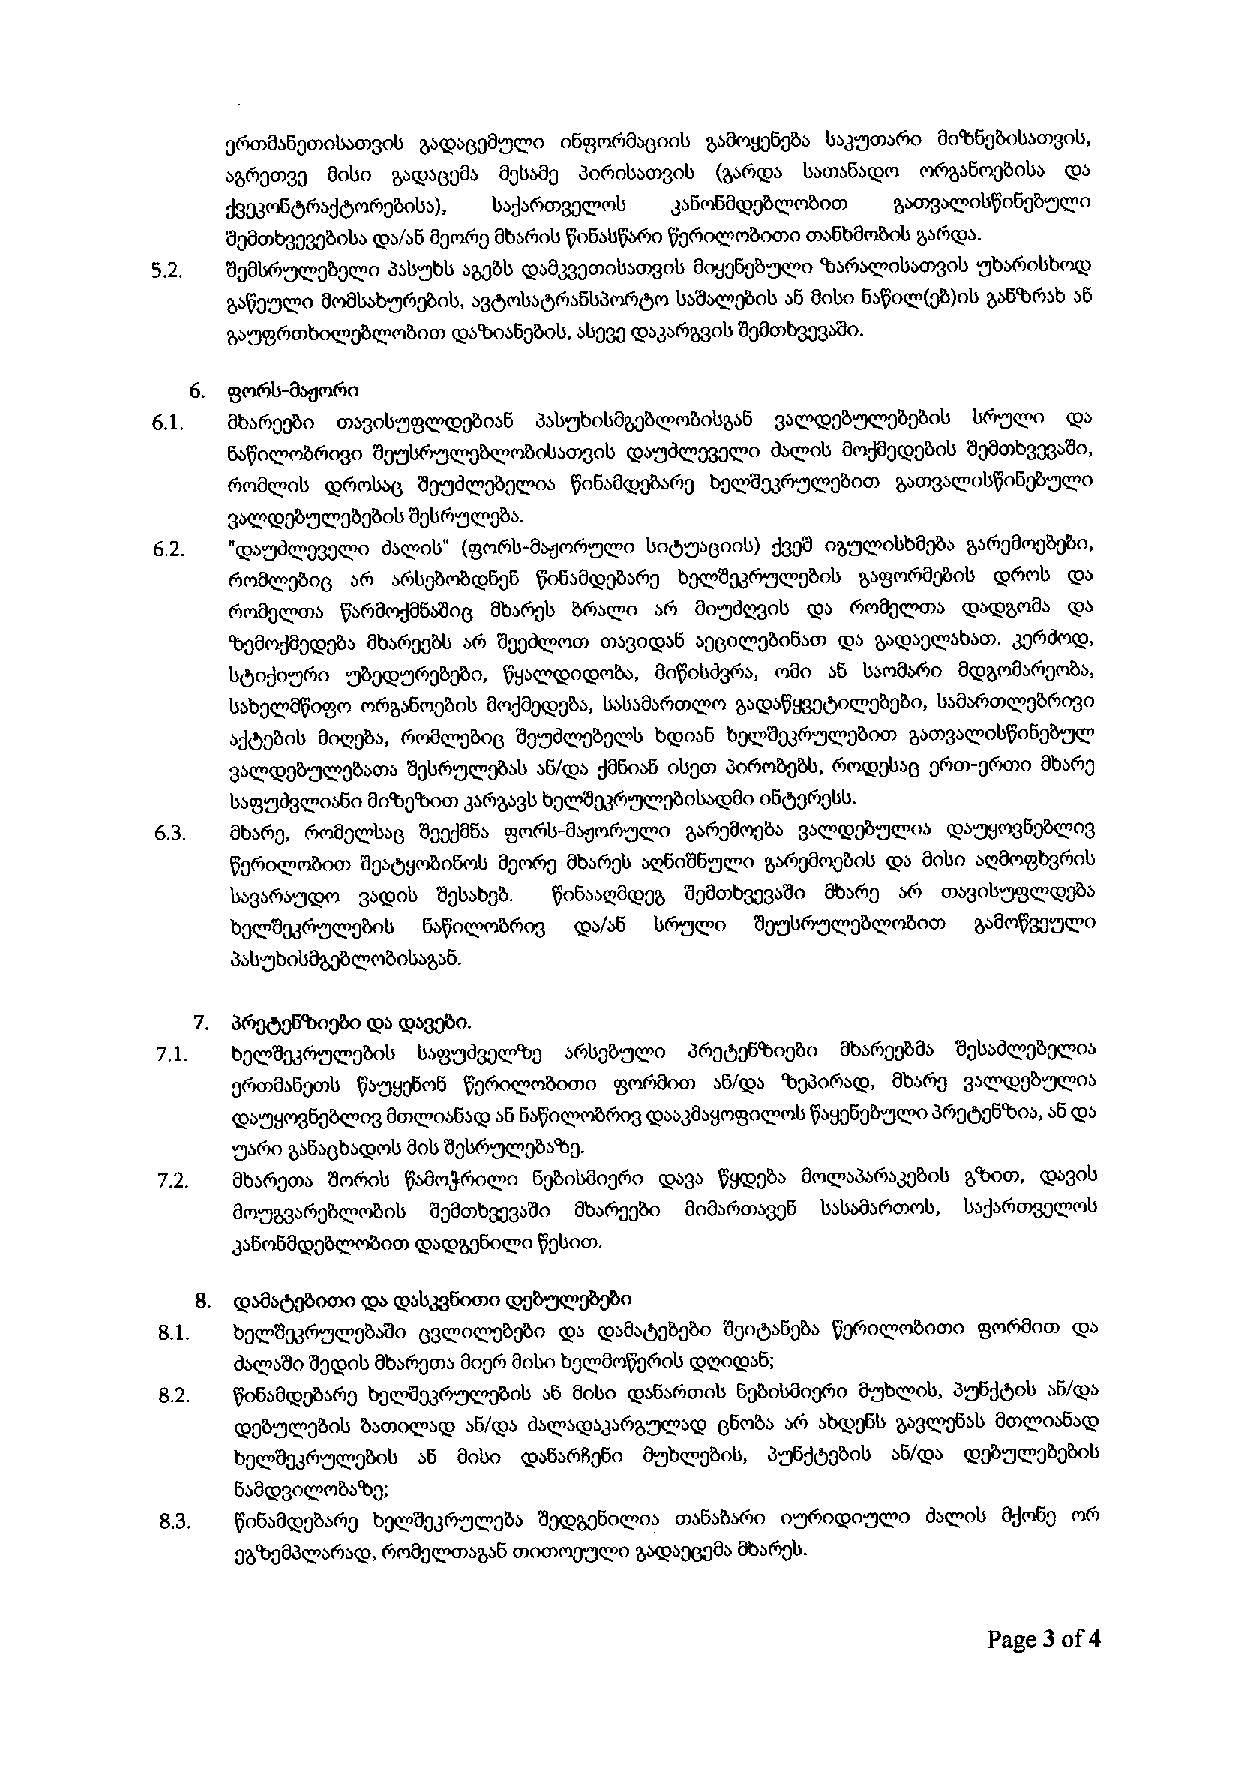 ერთმანეთისათვის გადაცემული ინფორმაციის გამოყენება საკუთარი მიზნებისათვის,
აგრეთვე მისი გადაცემა მესამე პირისათვის (გარდა სათანადო ორგანოებისა და
ქვეკონტრაქტორებისა), საქართველოს კანონმდებლობით გათვალისწინებული
შემთხვევებისა და/ან მეორე მხარის წინასწარი წერილობითი თანხმობის გარდა.
5.2. შემსრულებელი პასუხს აგებს დამკვეთისათვის მიყენებული ზარალისათვის უხარისხოდ
გაწეული მომსახურების, ავტოსატრანსპორტო საშალების ან მისი ნაწილ(ებ)ის განზრახ ან
გაუფრთხილებლობით დაზიანების, ასევე დაკარგვის შემთხვევაში.
6. ფორს-მაჟორი
6.1. მხარეები თავისუფლდებიან პასუხისმგებლობისგან ვალდებულებების სრული და
ნაწილობრივი შეუსრულებლობისათვის დაუძლეველი ძალის მოქმედების შემთხვევაში,
რომლის დროსაც შეუძლებელია წინამდებარე ხელშეკრულებით გათვალისწინებული
ვალდებულებების შესრულება.
6.2. "დაუძლეველი ძალის" (ფორს-მაჟორული სიტუაციის) ქვეშ იგულისხმება გარემოებები,
რომლებიც არ არსებობდნენ წინამდებარე ხელშეკრულების გაფორმების დროს და
რომელთა წარმოქმნაშიც მხარეს ბრალი არ მიუძღვის და რომელთა დადგომა და
ზემოქმედება მხარეებს არ შეეძლოთ თავიდან აეცილებინათ და გადაელახათ. კერძოდ,
სტიქიური უბედურებები, წყალდიდობა, მიწისძვრა, ომი ან საომარი მდგომარეობა,
სახელმწიფო ორგანოების მოქმედება, სასამართლო გადაწყვეტილებები, სამართლებრივი
აქტების მიღება, რომლებიც შეუძლებელს ხდიან ხელშეკრულებით გათვალისწინებულ
ვალდებულებათა შესრულებას ან/და ქმნიან ისეთ პირობებს, როდესაც ერთ-ერთი მხარე
საფუძვლიანი მიზეზით კარგავს ხელშეკრულებისადმი ინტერესს.
6.3. მხარე, რომელსაც შეექმნა ფორს-მაჟორული გარემოება ვალდებულია დაუყოვნებლივ
წერილობით შეატყობინოს მეორე მხარეს აღნიშნული გარემოების და მისი აღმოფხვრის
სავარაუდო ვადის შესახებ. წინააღმდეგ შემთხვევაში მხარე არ თავისუფლდება
ხელშეკრულების ნაწილობრივ და/ან სრული შეუსრულებლობით გამოწვეული
პასუხისმგებლობისაგან.
7. პრეტენზიები და დავები.
7.1. ხელშეკრულების საფუძველზე არსებული პრეტენზიები მხარეებმა შესაძლებელია
ერთმანეთს წაუყენონ წერილობითი ფორმით ან/და ზეპირად, მხარე ვალდებულია
დაუყოვნებლივ მთლიანად ან ნაწილობრივ დააკმაყოფილოს წაყენებული პრეტენზია, ან და
უარი განაცხადოს მის შესრულებაზე.
7.2. მხარეთა შორის წამოჭრილი ნებისმიერი დავა წყდება მოლაპარაკების გზით, დავის
მოუგვარებლობის შემთხვევაში მხარეები მიმართავენ სასამართოს, საქართველოს
კანონმდებლობით დადგენილი წესით.
8. დამატებითი და დასკვნითი დებულებები
8.1. ხელშეკრულებაში ცვლილებები და დამატებები შეიტანება წერილობითი ფორმით და
ძალაში შედის მხარეთა მიერ მისი ხელმოწერის დღიდან;
8.2. წინამდებარე ხელშეკრულების ან მისი დანართის ნებისმიერი მუხლის, პუნქტის ან/და
დებულების ბათილად ან/და ძალადაკარგულად ცნობა არ ახდენს გავლენას მთლიანად
ხელშეკრულების ან მისი დანარჩენი მუხლების, პუნქტების ან/და დებულებების
ნამდვილობაზე;
8.3. წინამდებარე ხელშეკრულება შედგენილია თანაბარი იურიდიული ძალის მქონე ორ
ეგზემპლარად, რომელთაგან თითოეული გადაეცემა მხარეს.
Page 3 of 4